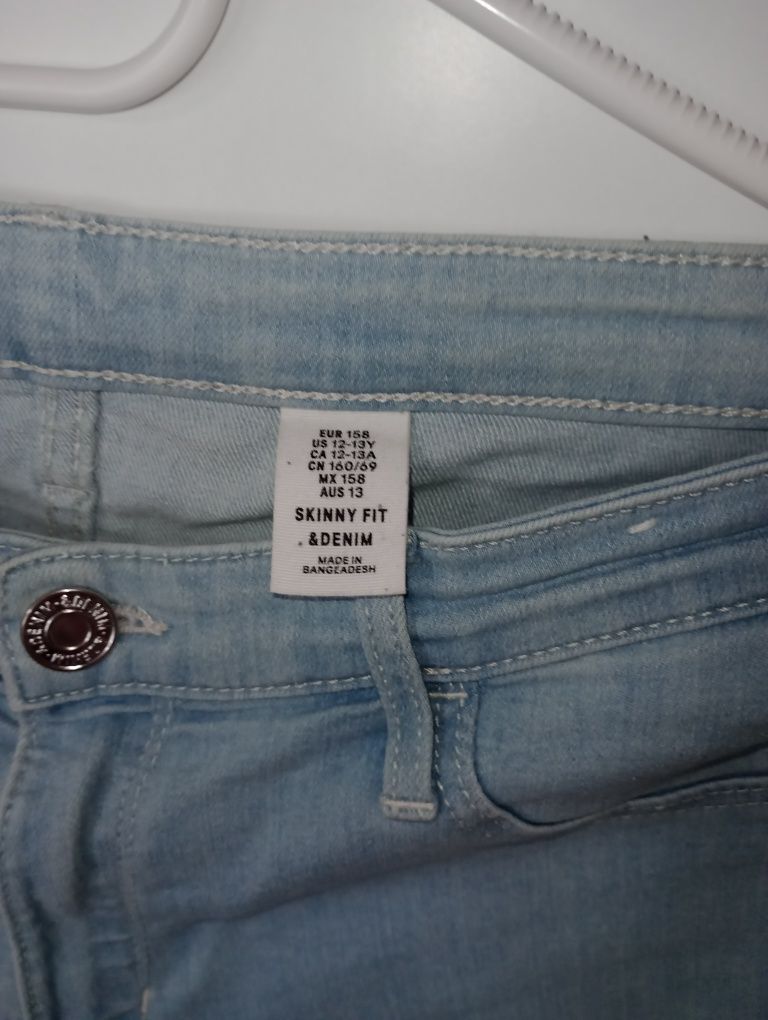 EUR 158
US 12-13Y
CA 12-13A
CN 160/69
MX 158
AUS 13
SKINNY FIT
&DENIM
MADE IN
BANGLADESH
&DENIM